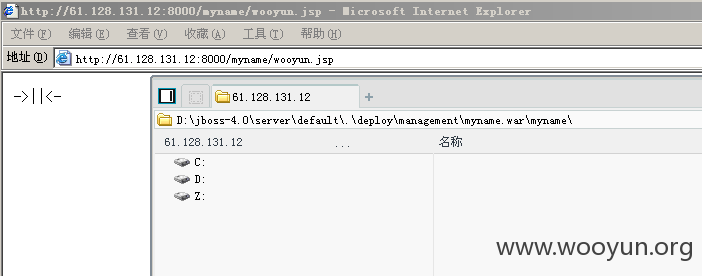 http://61.128.131.12:8000/myname/wooyun.jsp - Microsoft Internet Explorer
文件(F) 编辑(E) 查看(V) 收藏(A) 工具(T) 帮助(H)
地址(D) http://61.128.131.12:8000/myname/wooyun.jsp
->||<-
61.128.131.12 +
D:\jboss-4.0\server\default\.\deploy\management\myname.war\myname\
61.128.131.12 ... 名称
C:
D:
Z:
www.wooyun.org